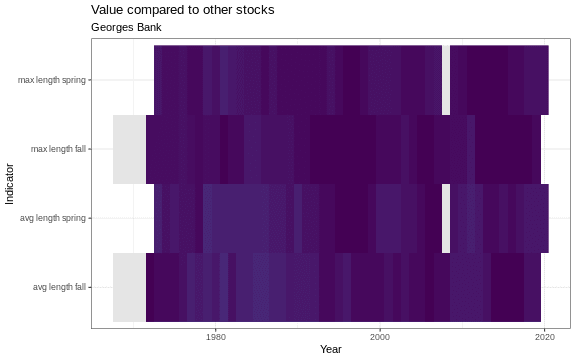 Value compared to other stocks
Georges Bank
max length spring
max length fall
avg length spring
avg length fall
Indicator
1980
2000
2020
Year